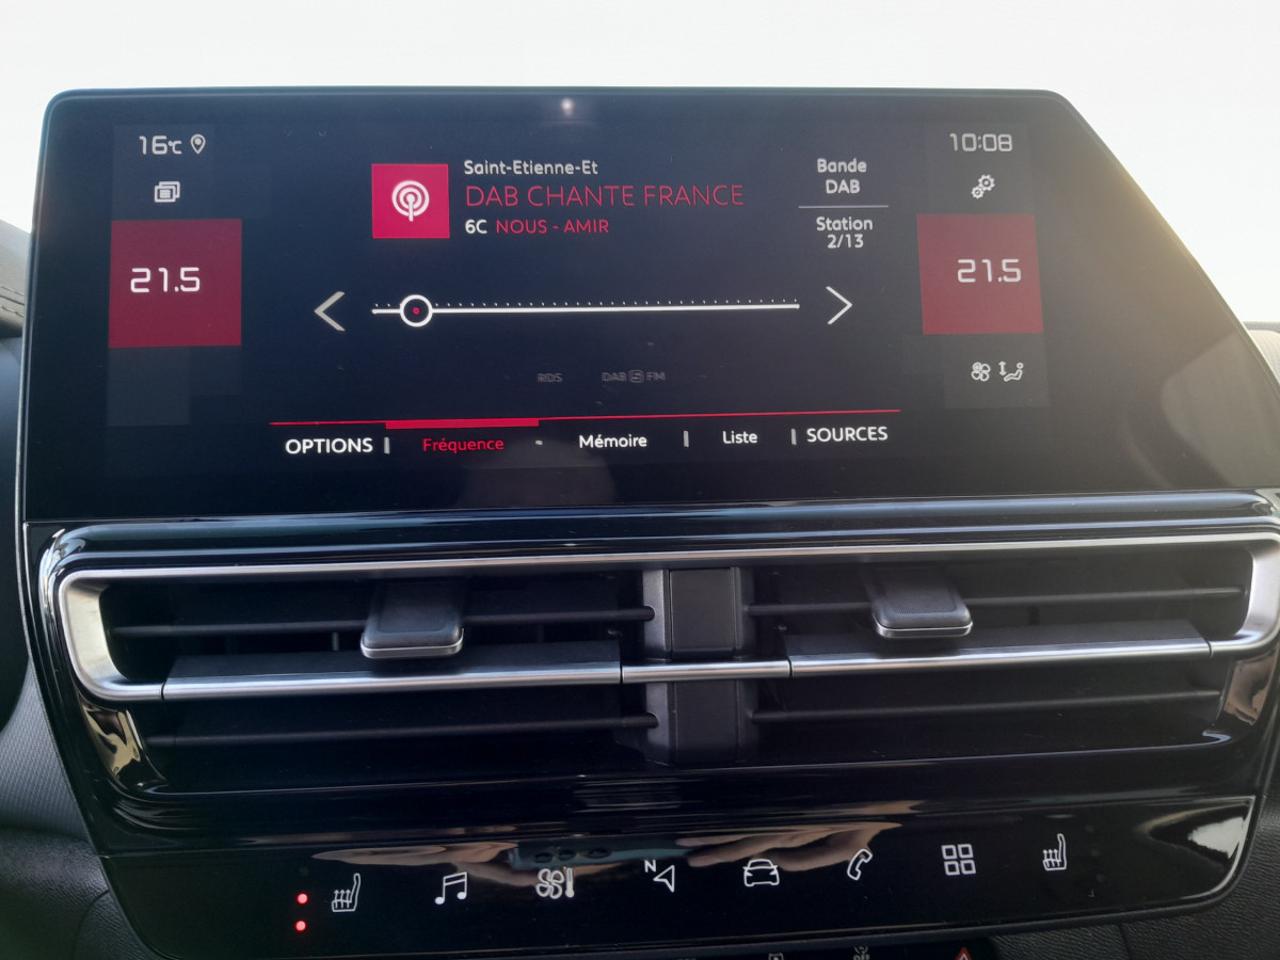 16°C
10:08
Saint-Etienne-Et
DAB CHANTE FRANCE
6C NOUS - AMIR
Bande
DAB
Station
2/13
21.5
21.5
RDS DAB S FM
OPTIONS Fréquence Mémoire Liste SOURCES
N